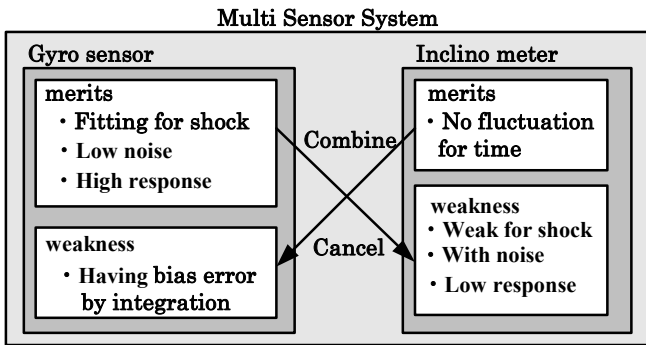 Multi Sensor System
Gyro sensor
merits
・Fitting for shock
・Low noise
・High response
weakness
・Having bias error
by integration
Combine
Cancel
Inclino meter
merits
・No fluctuation
for time
weakness
・Weak for shock
・With noise
・Low response